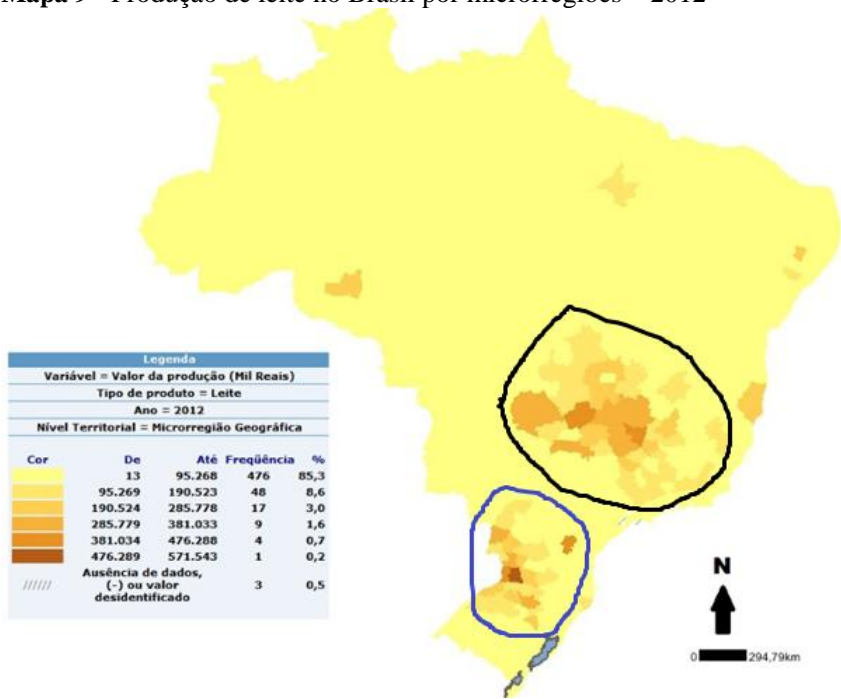 Mapa 9 - Produção de leite no Brasil por microrregiões – 2012
Legenda
Variável = Valor da produção (Mil Reais)
Tipo de produto = Leite
Ano = 2012
Nível Territorial = Microrregião Geográfica
Cor De Até Freqüência %
13 95.268 476 85,3
95.269 190.523 48 8,6
190.524 285.778 17 3,0
285.779 381.033 9 1,6
381.034 476.288 4 0,7
476.289 571.543 1 0,2
Ausência de dados,
(-) ou valor 3 0,5
desidentificado
N
0 294,79km